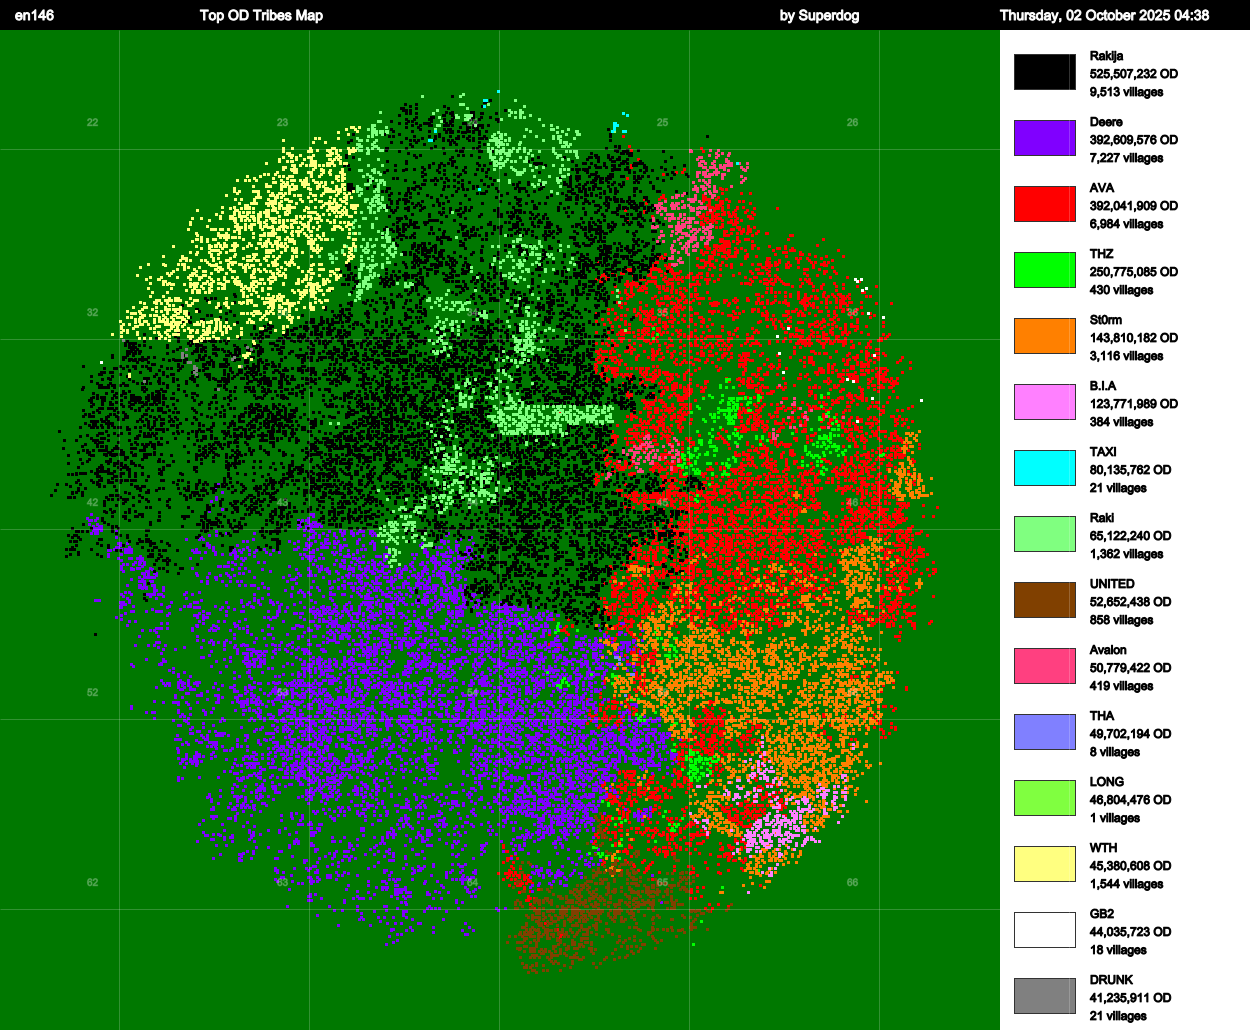 en146
Top OD Tribes Map
by Superdog
Thursday, 02 October 2025 04:38
22
23
25
26
32
35
36
42
43
45
46
52
53
54
62
63
64
65
66
Rakija
525,507,232 OD
9,513 villages
Deere
392,609,576 OD
7,227 villages
AVA
392,041,909 OD
6,984 villages
THZ
250,775,085 OD
430 villages
St0rm
143,810,182 OD
3,116 villages
B.I.A
123,771,989 OD
384 villages
TAXI
80,135,762 OD
21 villages
Raki
65,122,240 OD
1,362 villages
UNITED
52,652,438 OD
858 villages
Avalon
50,779,422 OD
419 villages
THA
49,702,194 OD
8 villages
LONG
46,804,476 OD
1 villages
WTH
45,380,608 OD
1,544 villages
GB2
44,035,723 OD
18 villages
DRUNK
41,235,911 OD
21 villages